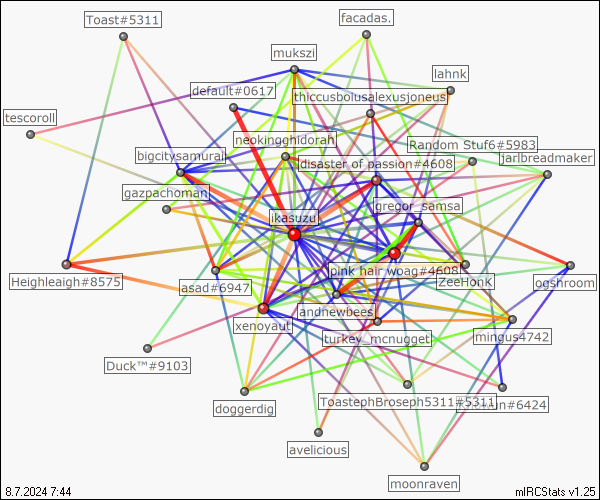 Toast#5311
facadas.
mukszi
lahnk
default#0617
thiccusboiusalexusjoneus
tescoroll
neokingghidorah
Random Stuf6#5983
bigcitysamurai
disaster of passion#4608
jarlbreadmaker
gazpachoman
gregor_samsa
ikasuzu
pink hair woag#4608
Heighleaigh#8575
asad#6947
ZeeHonk
ogshroom
andnewbees
xenoyaut
turkey_mcnugget
mingus4742
Duck™#9103
ToastephBroseph5311#5311
#6424
doggerdig
avelicious
moonraven
8.7.2024 7:44
mIRCStats v1.25